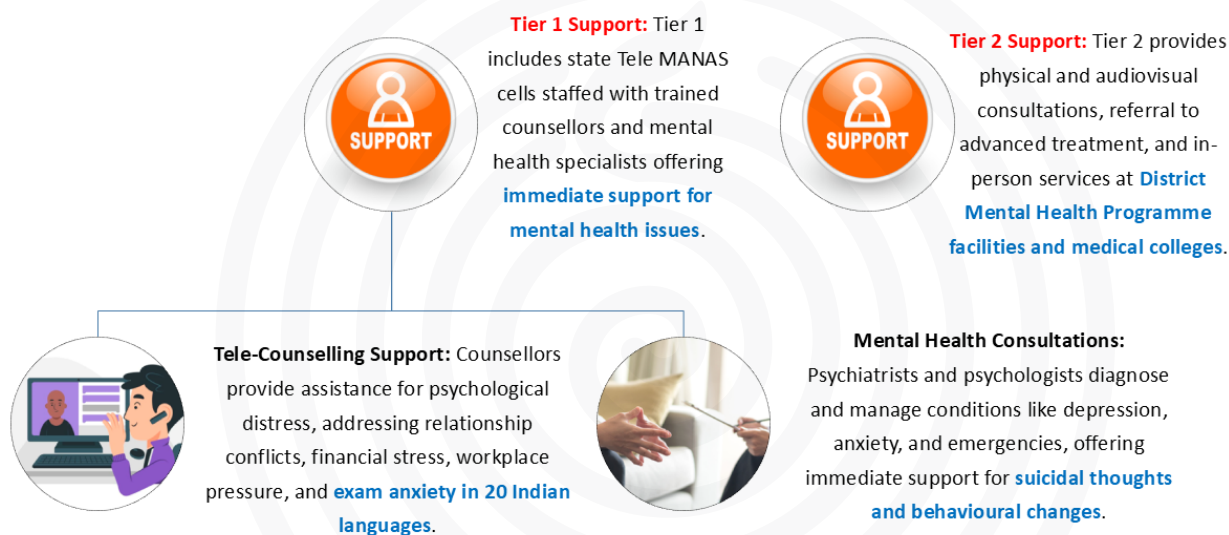 SUPPORT
Tier 1 Support: Tier 1
includes state Tele MANAS
cells staffed with trained
counsellors and mental
health specialists offering
immediate support for
mental health issues.
SUPPORT
Tier 2 Support: Tier 2 provides
physical and audiovisual
consultations, referral to
advanced treatment, and in-
person services at District
Mental Health Programme
facilities and medical colleges.
Tele-Counselling Support: Counsellors
provide assistance for psychological
distress, addressing relationship
conflicts, financial stress, workplace
pressure, and exam anxiety in 20 Indian
languages.
Mental Health Consultations:
Psychiatrists and psychologists diagnose
and manage conditions like depression,
anxiety, and emergencies, offering
immediate support for suicidal thoughts
and behavioural changes.